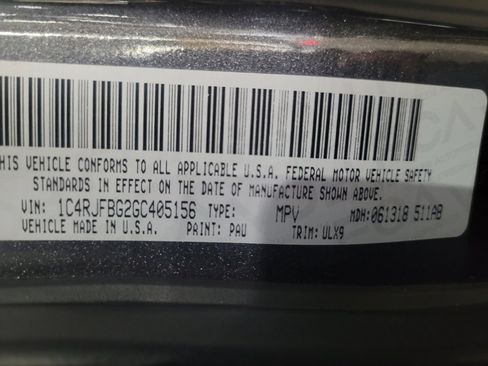 THIS VEHICLE CONFORMS TO ALL APPLICABLE U.S.A. FEDERAL MOTOR VEHICLE SAFETY
STANDARDS IN EFFECT ON THE DATE OF MANUFACTURE SHOWN ABOVE.
VIN: 1C4RJFBG2GC405156 TYPE: MPV MDH:061318 511AB
VEHICLE MADE IN U.S.A. PAINT: PAU TRIM:ULX9